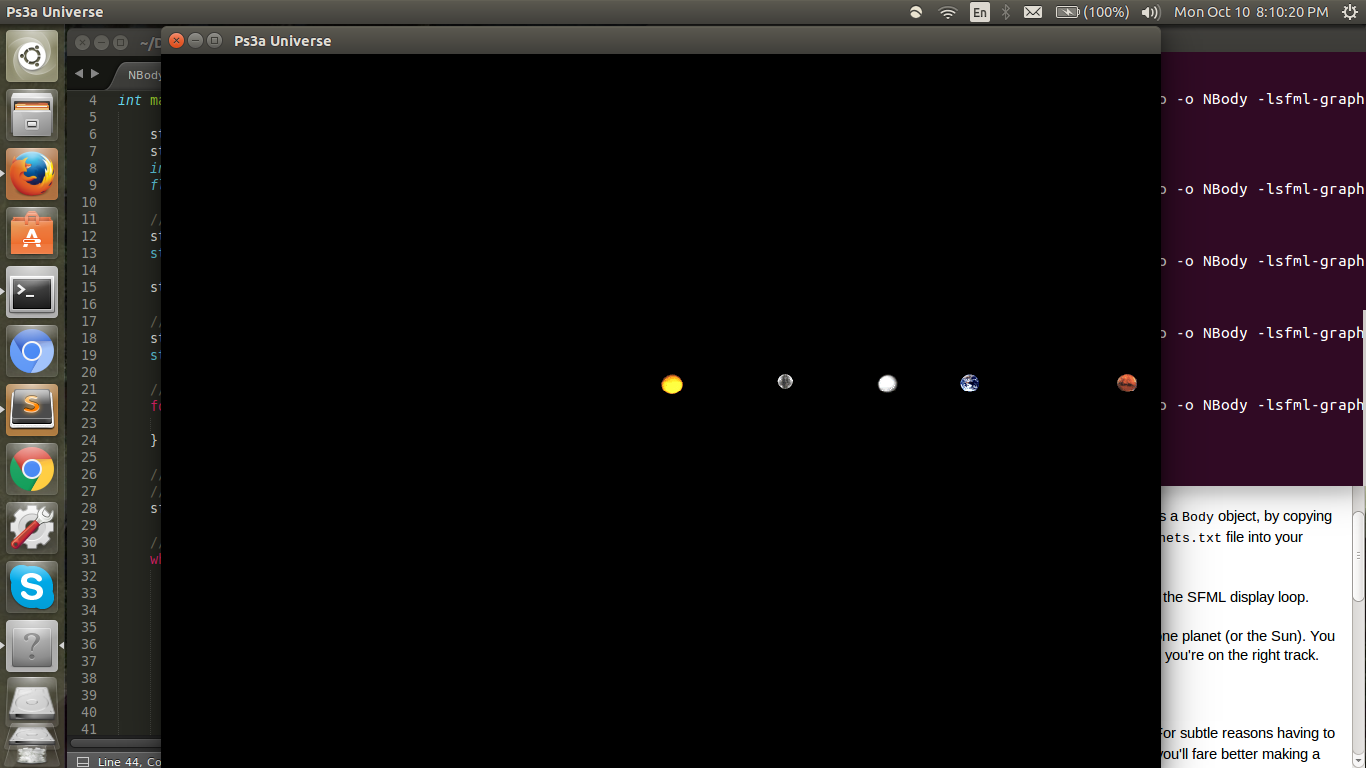 Ps3a Universe
En
(100%)
Mon Oct 10 8:10:20 PM
~/D
Ps3a Universe
NBody
4 int ma
5
6 st
7 st
8 in
9 fl
10
11 //
12 st
13 st
14
15 st
16
17 //
18 st
19 st
20
21 //
22 fo
23
24 }
25
26 //
27 //
28 st
29
30 //
31 wh
32
33
34
35
36
37
38
39
40
41
Line 44, Co
p -o NBody -lsfml-graph
p -o NBody -lsfml-graph
p -o NBody -lsfml-graph
p -o NBody -lsfml-graph
p -o NBody -lsfml-graph
s a Body object, by copying
nets.txt file into your
the SFML display loop.
ne planet (or the Sun). You
you're on the right track.
For subtle reasons having to
you'll fare better making a